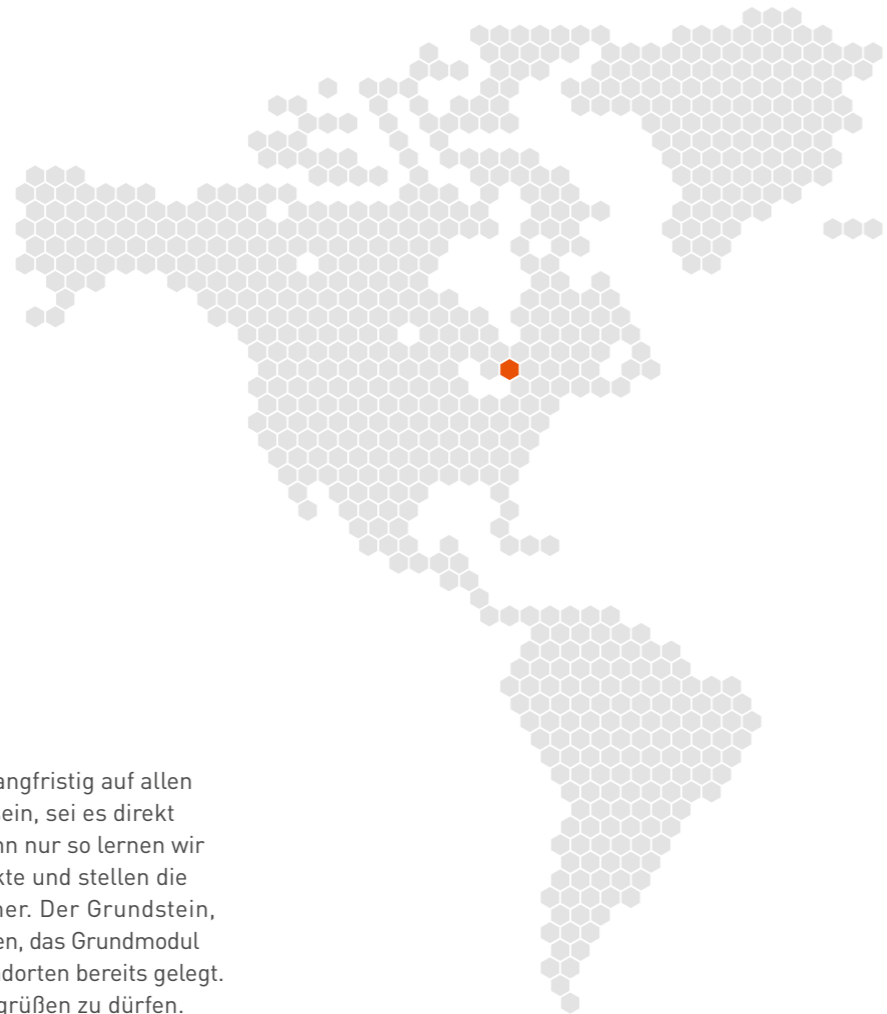 angfristig auf allen
ein, sei es direkt
nn nur so lernen wir
kte und stellen die
ner. Der Grundstein,
en, das Grundmodul
dorten bereits gelegt.
grüßen zu dürfen.